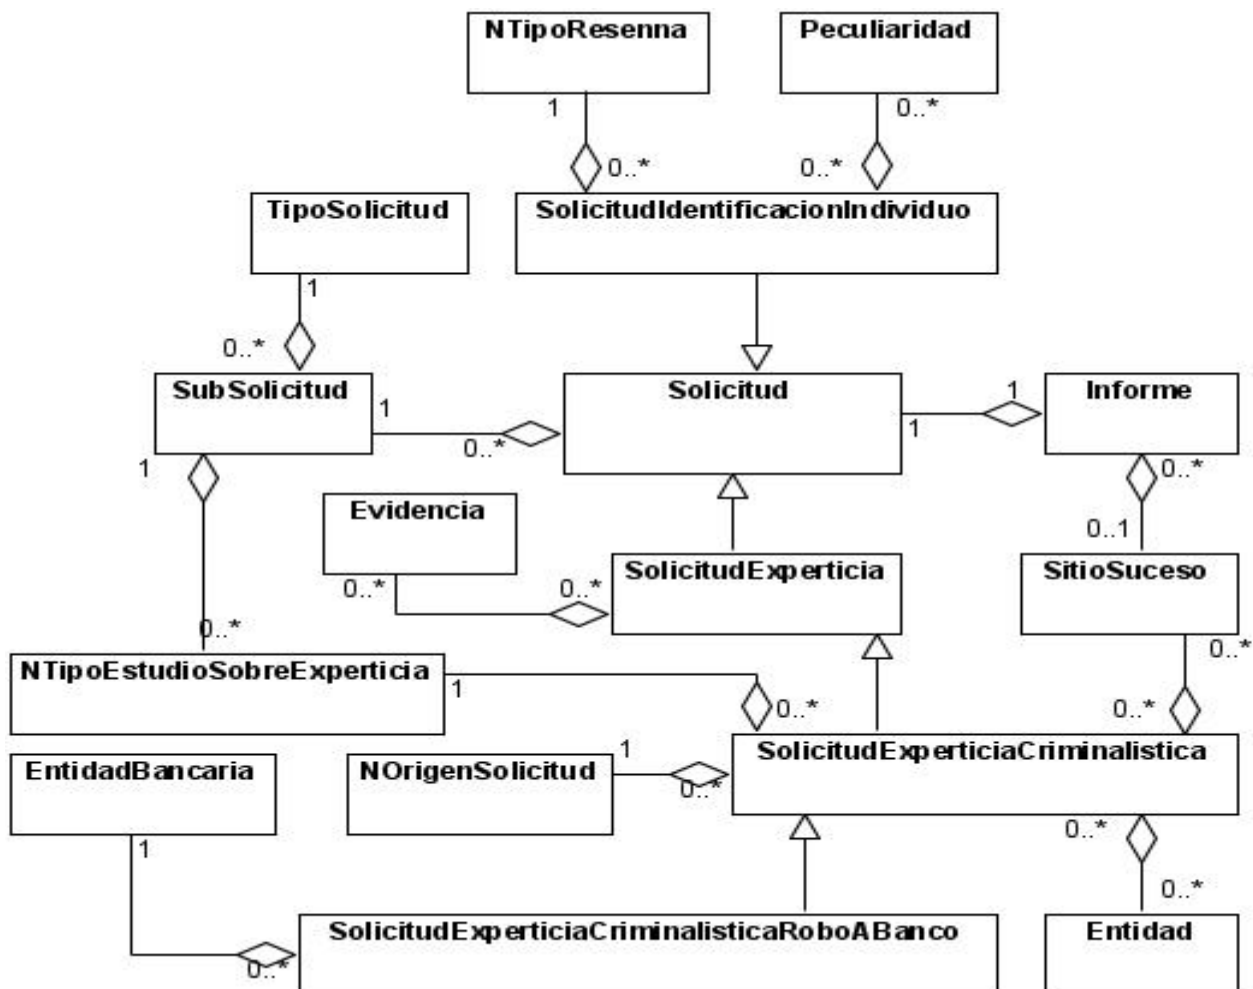 NTipoResenna
Peculiaridad
1
0..*
0..*
0..*
TipoSolicitud
SolicitudIdentificacionIndividuo
1
0..*
SubSolicitud
Solicitud
Informe
1
1
0..*
1
1
0..*
Evidencia
0..1
SolicitudExperticia
SitioSuceso
0..*
0..*
0..*
0..*
NTipoEstudioSobreExperticia
1
0..*
0..*
SolicitudExperticiaCriminalistica
EntidadBancaria
NOrigenSolicitud
1
0..*
0..*
1
0..*
SolicitudExperticiaCriminalisticaRoboABanco
Entidad
0..*